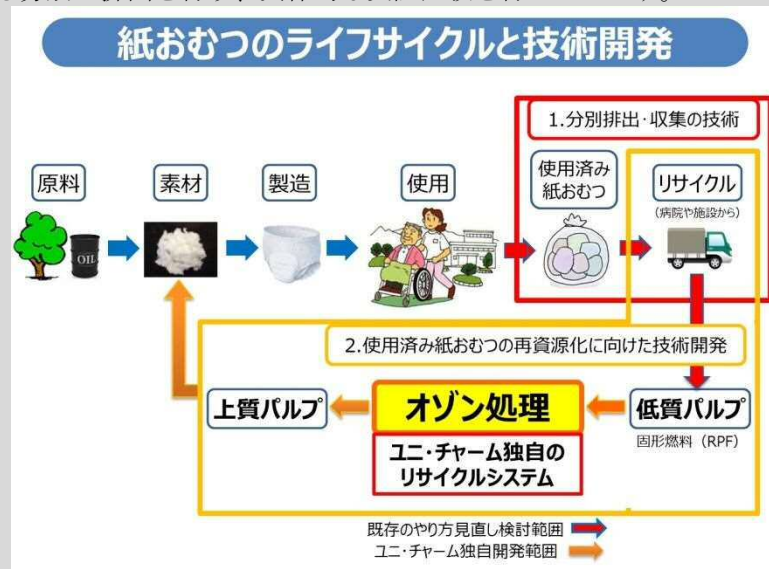 紙おむつのライフサイクルと技術開発
1.分別排出・収集の技術
原料
素材
製造
使用
使用済み
紙おむつ
リサイクル
(病院や施設から)
OIL
2.使用済み紙おむつの再資源化に向けた技術開発
上質パルプ
オゾン処理
低質パルプ
固形燃料（RPF）
ユニ・チャーム独自の
リサイクルシステム
既存のやり方見直し検討範囲
ユニ・チャーム独自開発範囲